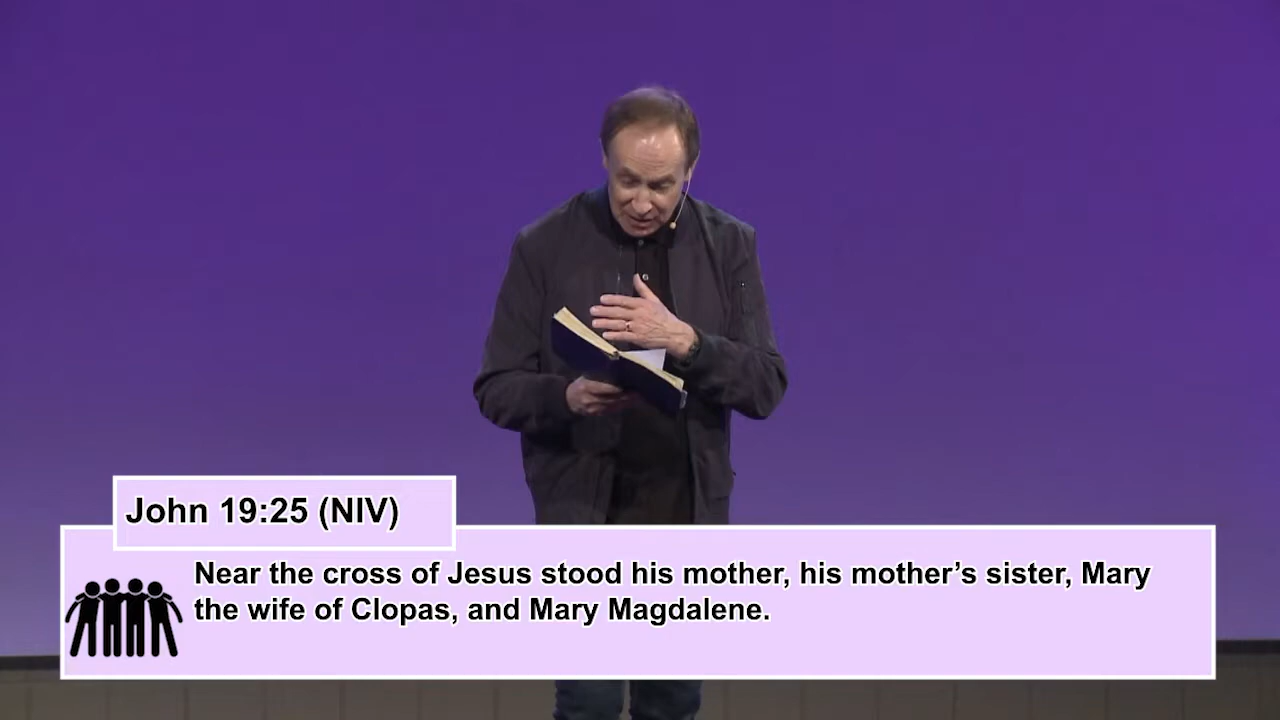 John 19:25 (NIV)
Near the cross of Jesus stood his mother, his mother’s sister, Mary
the wife of Clopas, and Mary Magdalene.